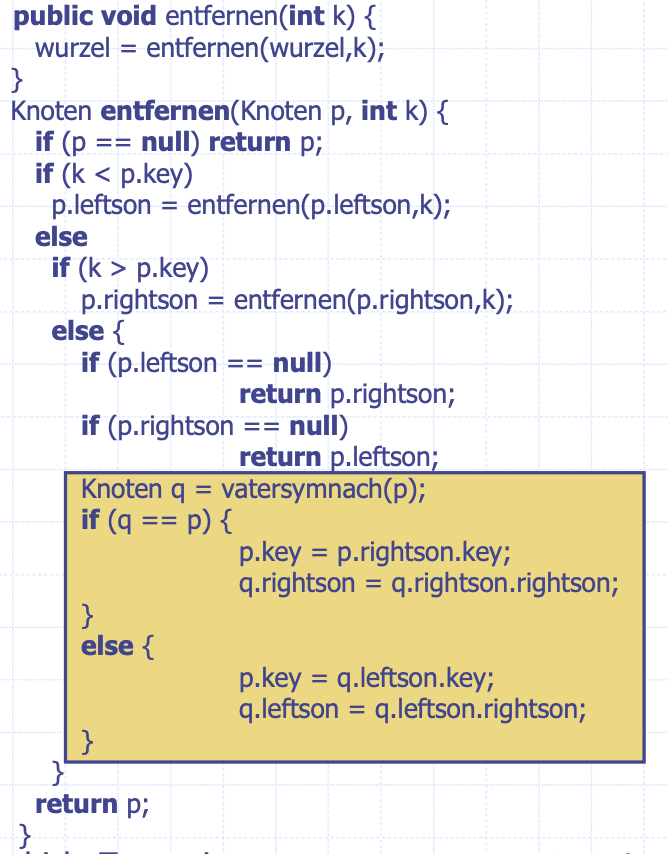 public void entfernen(int k) {
wurzel = entfernen(wurzel,k);
}
Knoten entfernen(Knoten p, int k) {
if (p == null) return p;
if (k < p.key)
p.leftson = entfernen(p.leftson,k);
else
if (k > p.key)
p.rightson = entfernen(p.rightson,k);
else {
if (p.leftson == null)
return p.rightson;
if (p.rightson == null)
return p.leftson;
Knoten q = vatersymnach(p);
if (q == p) {
p.key = p.rightson.key;
q.rightson = q.rightson.rightson;
}
else {
p.key = q.leftson.key;
q.leftson = q.leftson.rightson;
}
}
return p;
}